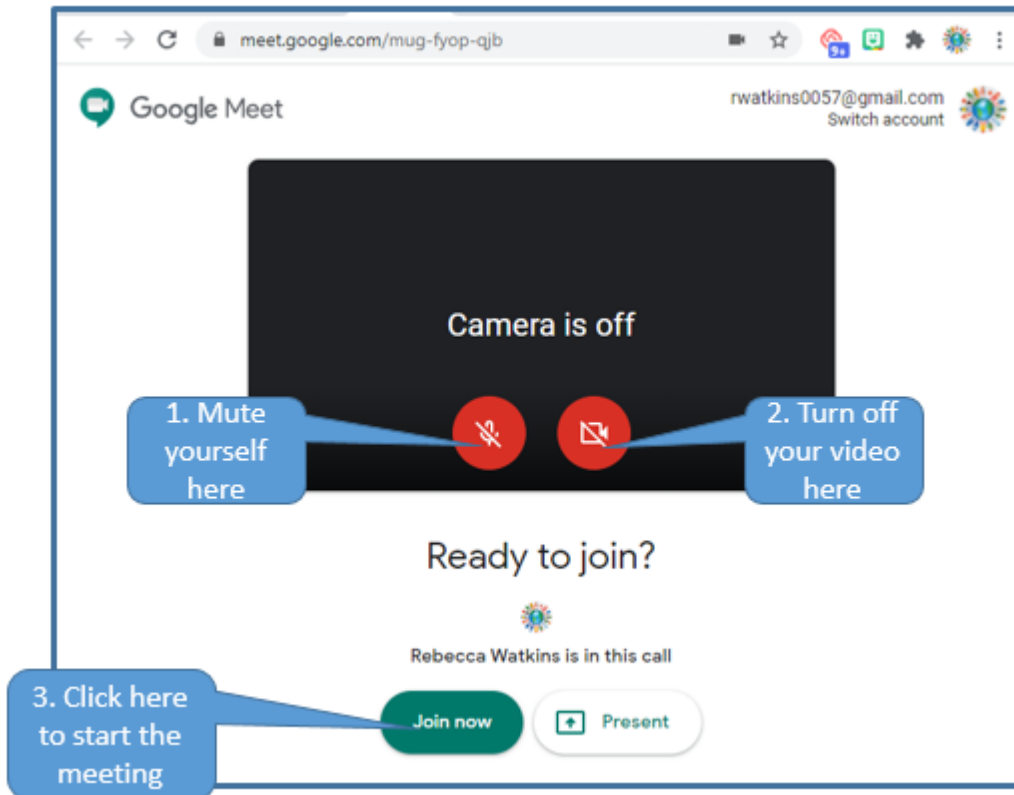 meet.google.com/mug-fyop-qjb
9+
Google Meet
rwatkins0057@gmail.com
Switch account
Camera is off
1. Mute
yourself
here
2. Turn off
your video
here
Ready to join?
Rebecca Watkins is in this call
3. Click here
to start the
meeting
Join now
Present